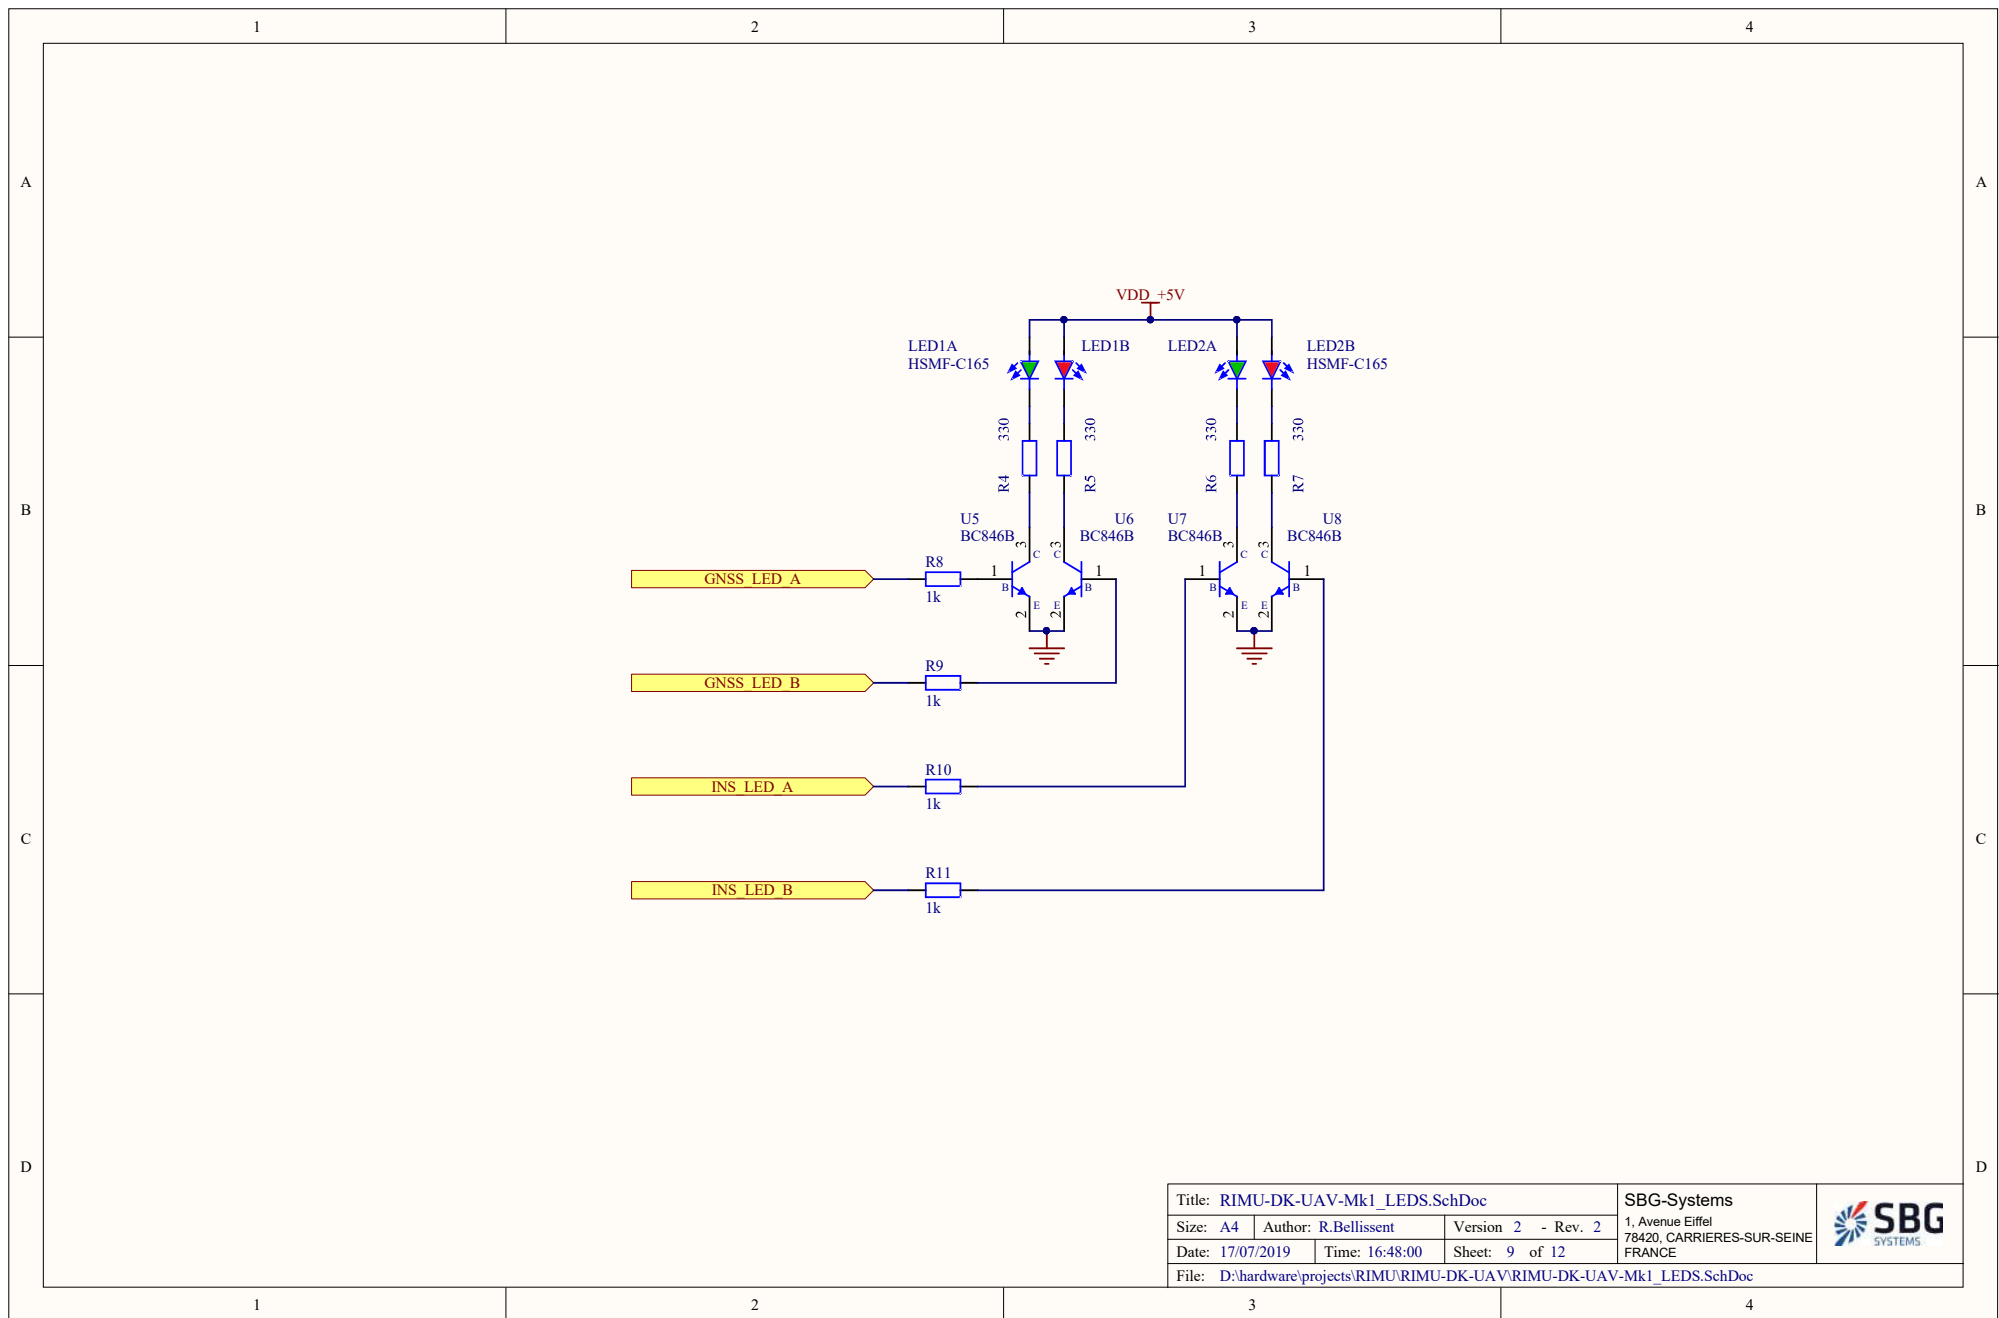 1 2 3 4
A A
VDD_+5V
LED1A LED1B LED2A LED2B
HSMF-C165 HSMF-C165
330 330 330 330
R4 R5 R6 R7
B B
U5 U6 U7 U8
BC846B BC846B BC846B BC846B
3 C C 3 3 C C 3
GNSS_LED_A R8 1 B B 1 1 B B 1
1k
2 E E 2 2 E E 2
GNSS_LED_B R9
1k
INS_LED_A R10
1k
C C
INS_LED_B R11
1k
D D
Title: RIMU-DK-UAV-Mk1_LEDS.SchDoc
Size: A4 Author: R.Bellissent Version 2 - Rev. 2
Date: 17/07/2019 Time: 16:48:00 Sheet: 9 of 12
File: D:\hardware\projects\RIMU\RIMU-DK-UAV\RIMU-DK-UAV-Mk1_LEDS.SchDoc
SBG-Systems
1, Avenue Eiffel
78420, CARRIERES-SUR-SEINE
FRANCE
SBG
SYSTEMS
1 2 3 4